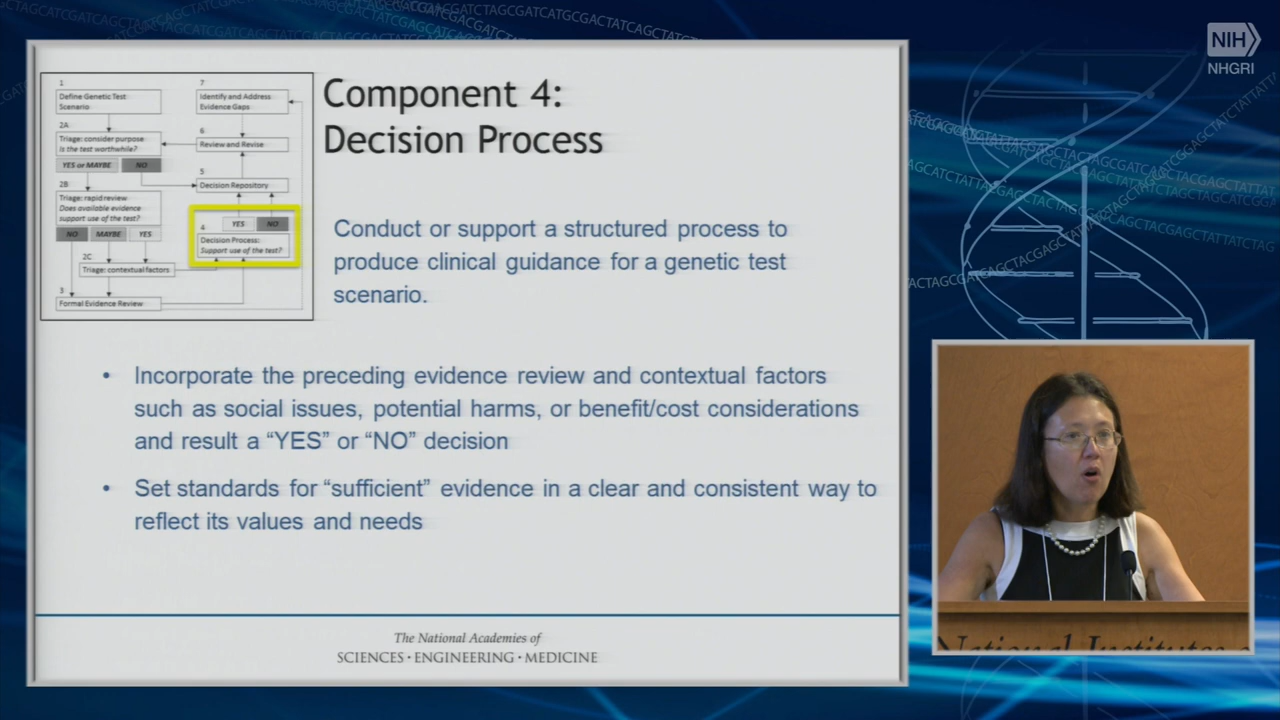 NIH
NHGRI
Component 4:
Decision Process
1
Define Genetic Test
Scenario
2A
Triage: consider purpose
is the test worthwhile?
YES or MAYBE
NO
2B
Triage: rapid review
Does available evidence
support use of the test?
NO
MAYBE
YES
2C
Triage: contextual factors
3
Formal Evidence Review
7
Identify and Address
Evidence Gaps
6
Review and Revise
5
Decision Repository
YES
NO
4
Decision Process:
Support use of the test?
Conduct or support a structured process to
produce clinical guidance for a genetic test
scenario.
• Incorporate the preceding evidence review and contextual factors
such as social issues, potential harms, or benefit/cost considerations
and result a “YES” or “NO” decision
• Set standards for “sufficient” evidence in a clear and consistent way to
reflect its values and needs
The National Academies of
SCIENCES • ENGINEERING • MEDICINE
National Institutes